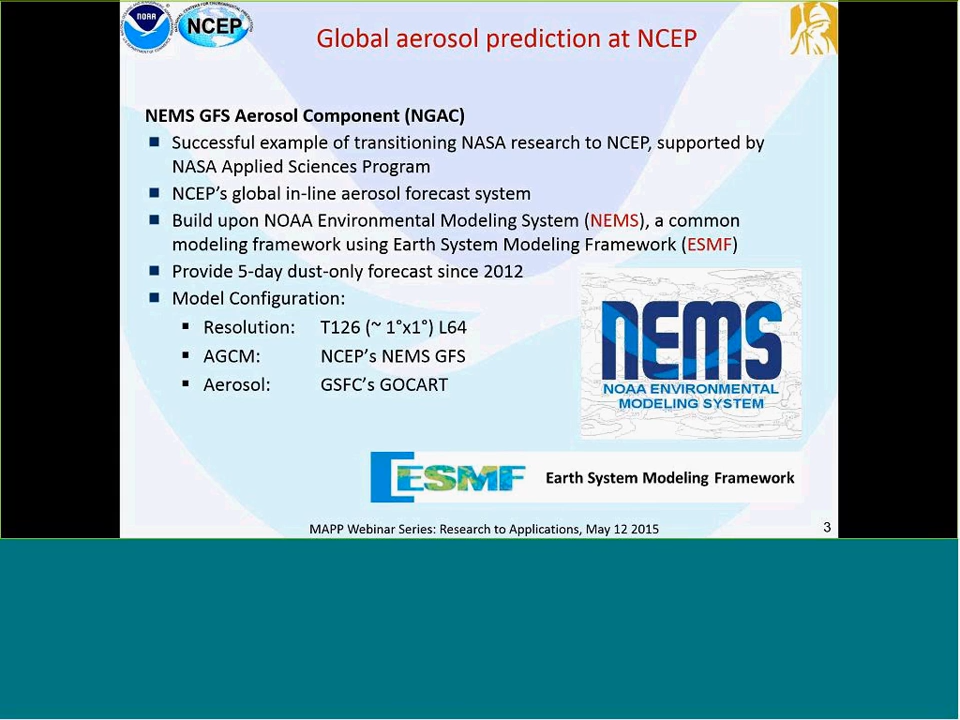 NOAA
NCEP
Global aerosol prediction at NCEP
NEMS GFS Aerosol Component (NGAC)
Successful example of transitioning NASA research to NCEP, supported by
NASA Applied Sciences Program
NCEP's global in-line aerosol forecast system
Build upon NOAA Environmental Modeling System (NEMS), a common
modeling framework using Earth System Modeling Framework (ESMF)
Provide 5-day dust-only forecast since 2012
Model Configuration:
Resolution: T126 (~ 1°x1°) L64
AGCM: NCEP's NEMS GFS
Aerosol: GSFC's GOCART
NEMS
NOAA ENVIRONMENTAL
MODELING SYSTEM
ESMF Earth System Modeling Framework
MAPP Webinar Series: Research to Applications, May 12 2015
3